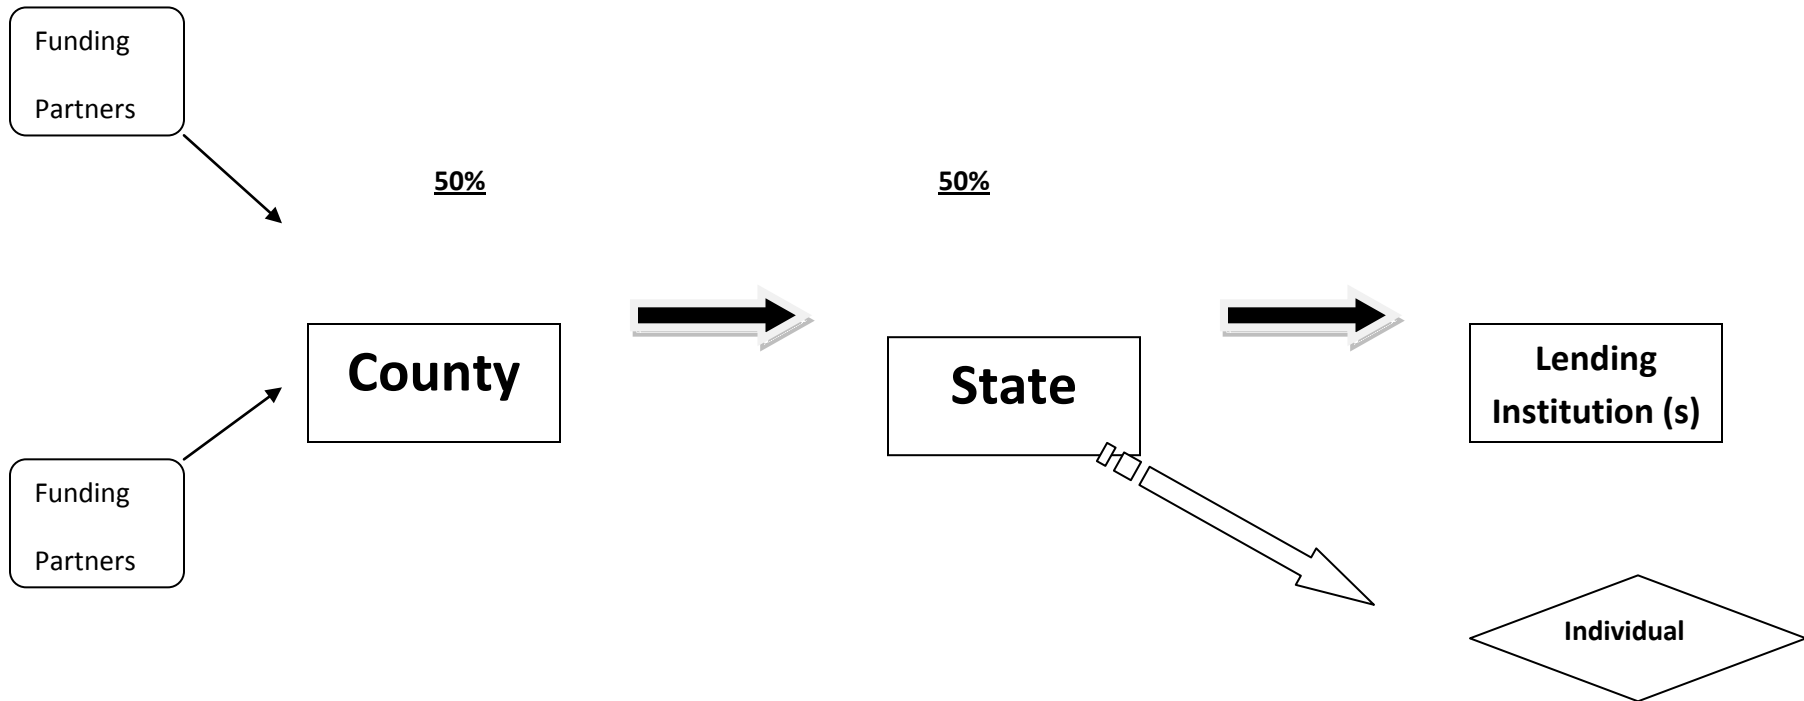 Funding
Partners
50%
50%
County
State
Lending
Institution (s)
Funding
Partners
Individual